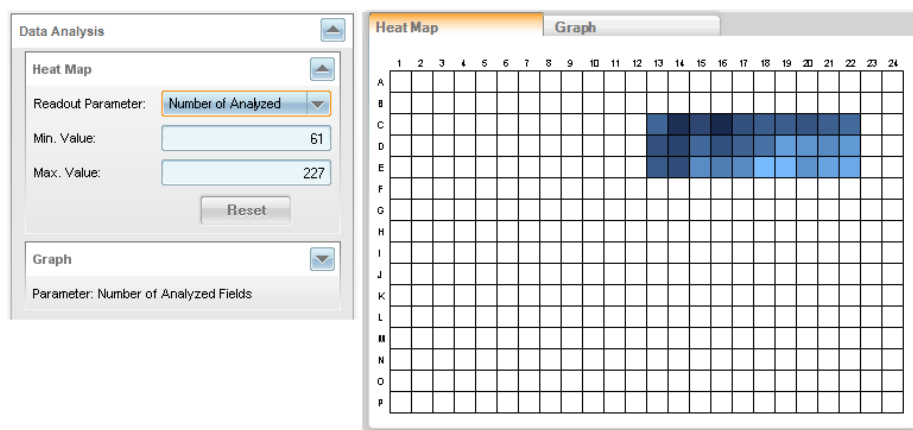 Data Analysis
Heat Map
Readout Parameter: Number of Analyzed
Min. Value: 61
Max. Value: 227
Reset
Graph
Parameter: Number of Analyzed Fields
Heat Map Graph
1 2 3 4 5 6 7 8 9 10 11 12 13 14 15 16 17 18 19 20 21 22 23 24
A
B
C
D
E
F
G
H
I
J
K
L
M
N
O
P